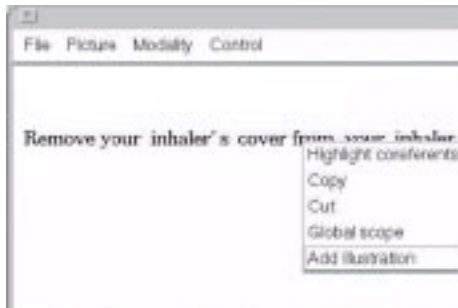 File Picture Modality Control
Remove your inhaler's cover from your inhaler
Highlight coreferents
Copy
Cut
Global scope
Add illustration